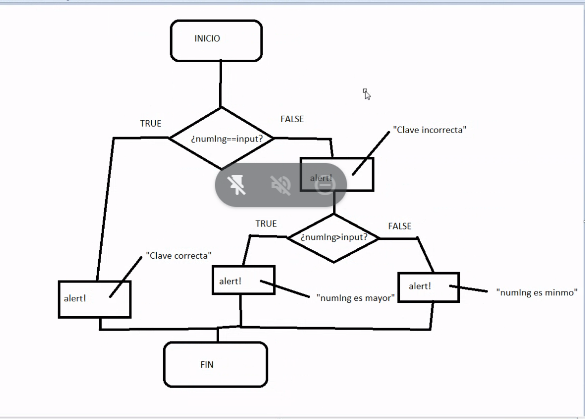 INICIO
TRUE
FALSE
¿numIng==input?
"Clave incorrecta"
alert!
TRUE
FALSE
¿numIng>input?
"Clave correcta"
alert!
alert!
alert!
"numIng es mayor"
"numIng es minmo"
FIN